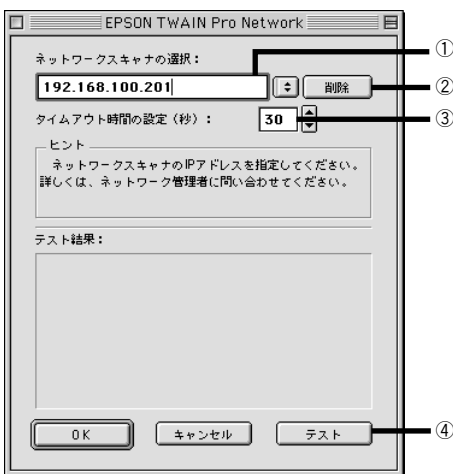 EPSON TWAIN Pro Network
ネットワークスキャナの選択：
①
192.168.100.201
削除
②
タイムアウト時間の設定（秒）：
30
③
ヒント
ネットワークスキャナのIPアドレスを指定してください。
詳しくは、ネットワーク管理者に問い合わせてください。
テスト結果：
OK
キャンセル
テスト
④